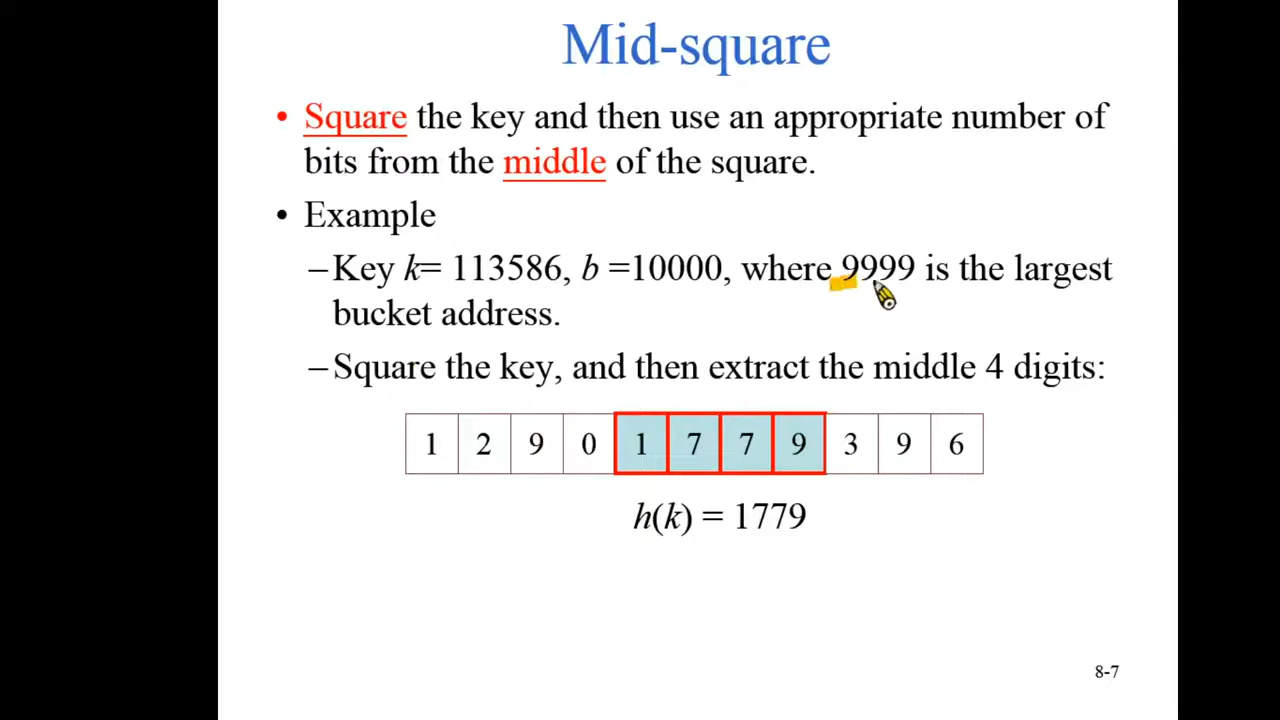 Mid-square
• Square the key and then use an appropriate number of
bits from the middle of the square.
• Example
–Key k= 113586, b =10000, where 9999 is the largest
bucket address.
–Square the key, and then extract the middle 4 digits:
1 2 9 0 1 7 7 9 3 9 6
h(k) = 1779
8-7